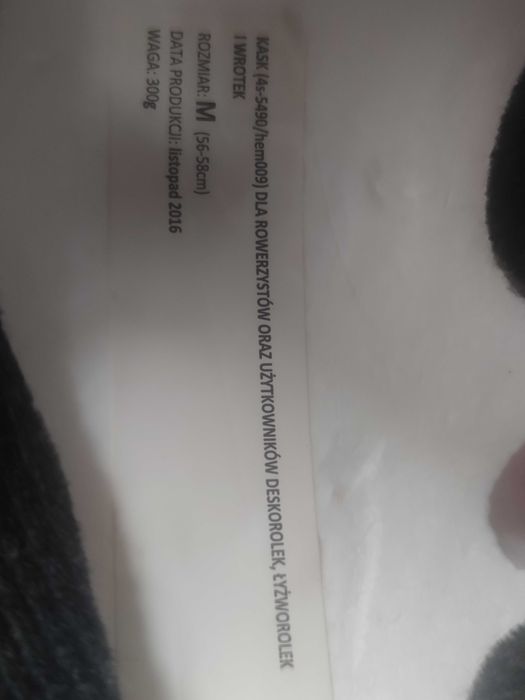 KASK (4s-5490/hem009) DLA ROWERZYSTÓW ORAZ UŻYTKOWNIKÓW DESKOROLEK, ŁYŻWOROLEK
I WROTEK
ROZMIAR: M (56-58cm)
DATA PRODUKCJI: listopad 2016
WAGA: 300g